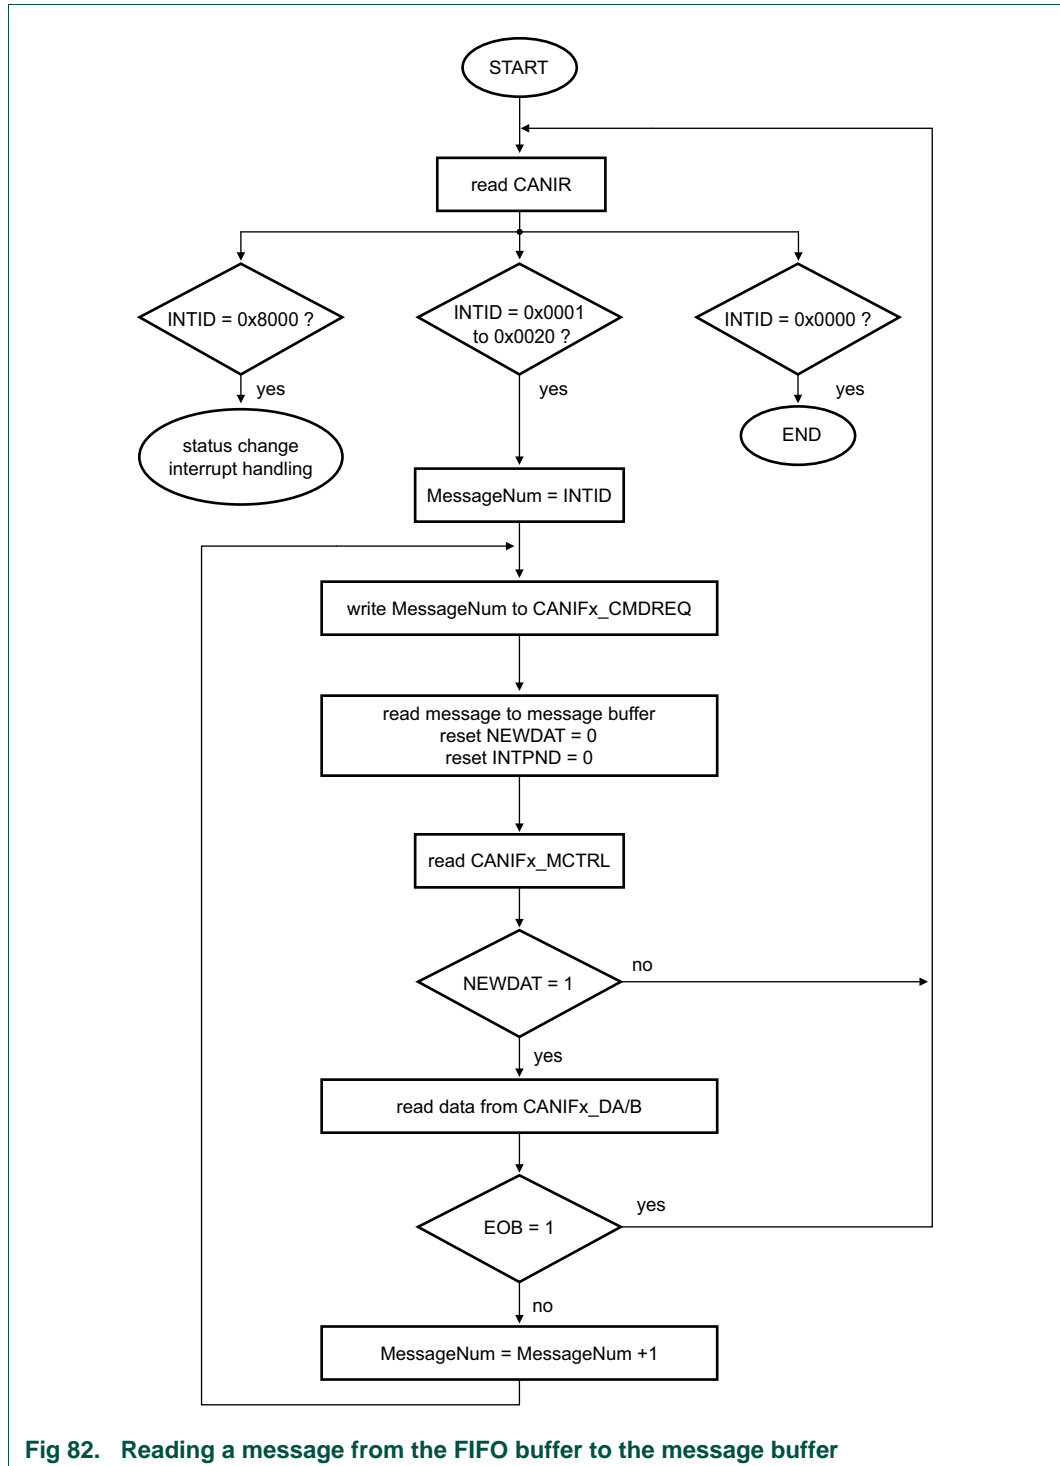 START
read CANIR
INTID = 0x8000 ?
INTID = 0x0001
to 0x0020 ?
INTID = 0x0000 ?
yes
yes
yes
status change
interrupt handling
END
MessageNum = INTID
write MessageNum to CANIFx_CMDREQ
read message to message buffer
reset NEWDAT = 0
reset INTPND = 0
read CANIFx_MCTRL
NEWDAT = 1
no
yes
read data from CANIFx_DA/B
EOB = 1
yes
no
MessageNum = MessageNum +1
Fig 82. Reading a message from the FIFO buffer to the message buffer